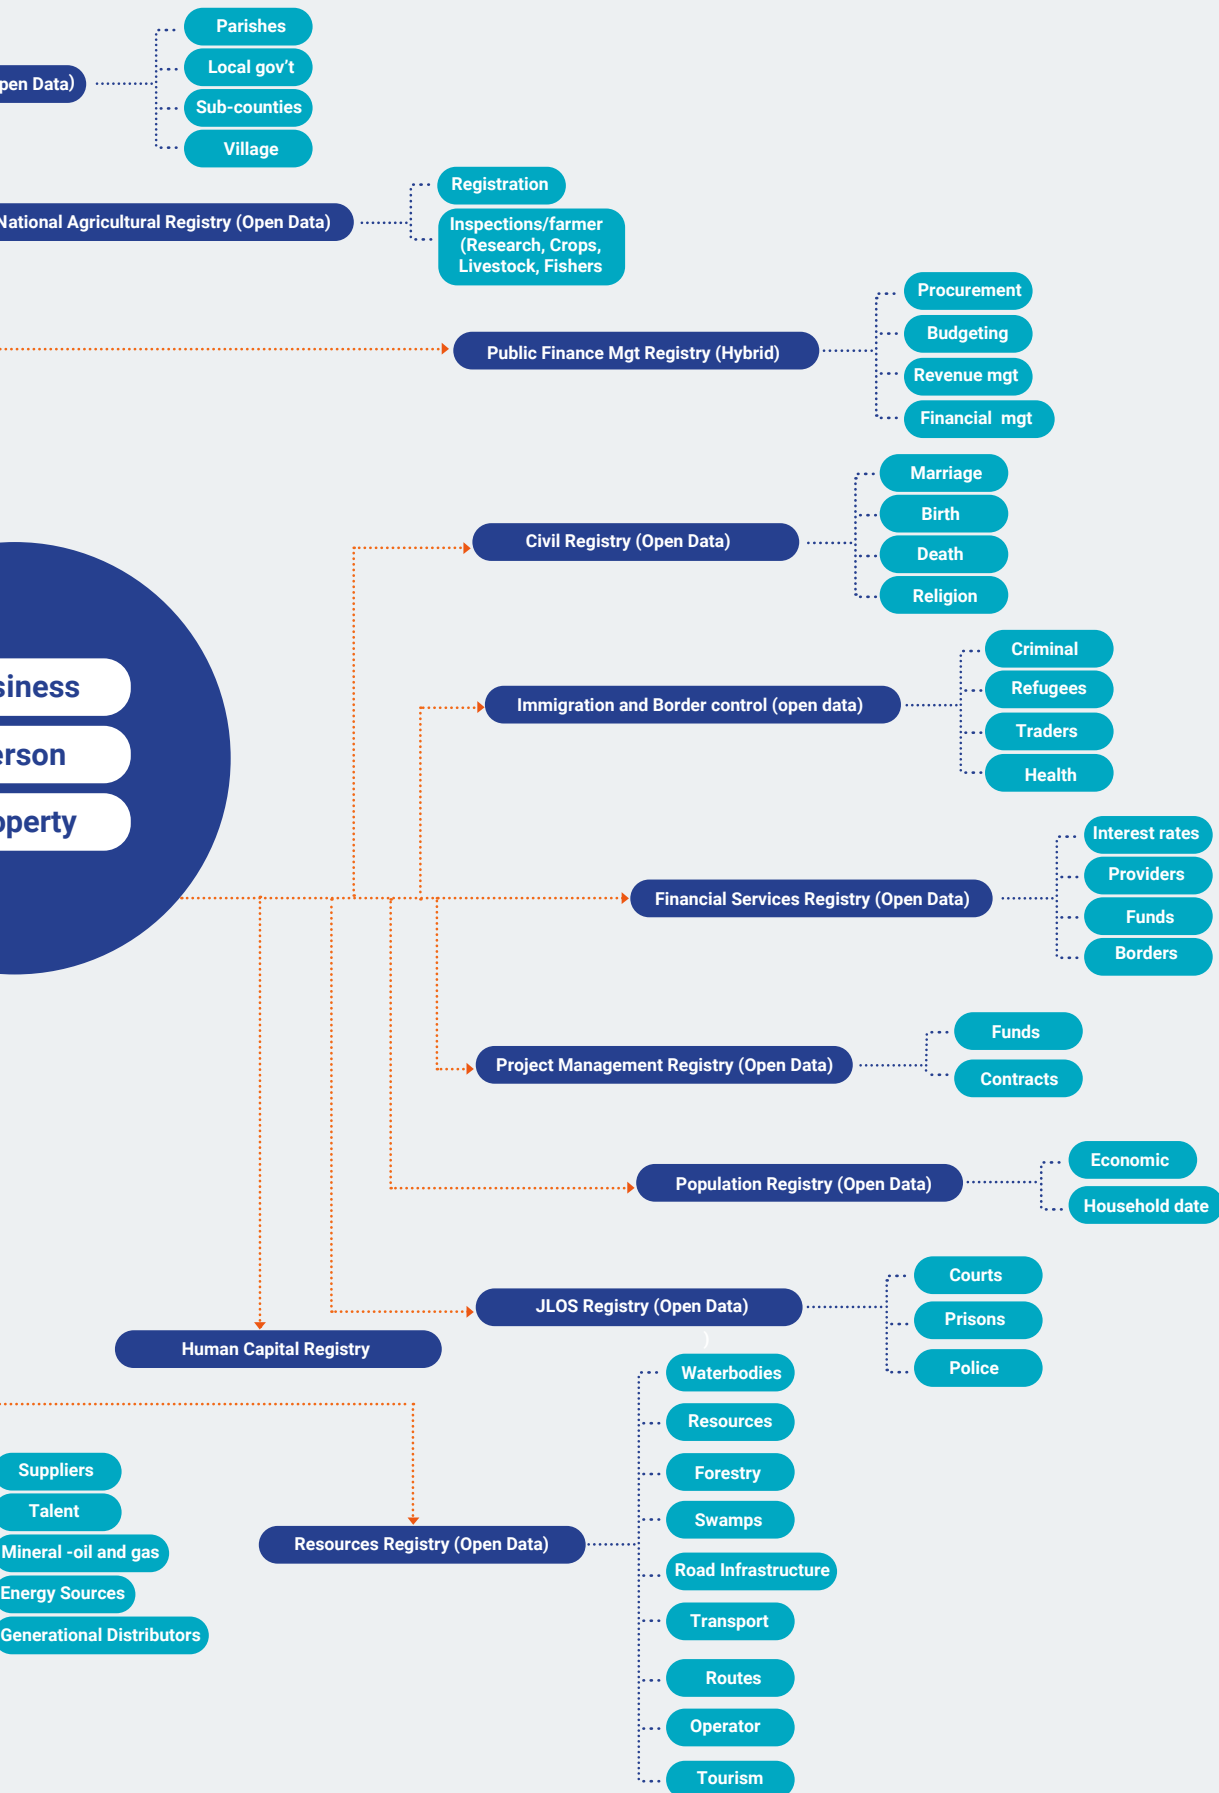 Parishes
Local gov't
pen Data)
Sub-counties
Village
Registration
National Agricultural Registry (Open Data)
Inspections/farmer
(Research, Crops,
Livestock, Fishers
Procurement
Budgeting
Public Finance Mgt Registry (Hybrid)
Revenue mgt
Financial mgt
Marriage
Birth
Civil Registry (Open Data)
Death
Religion
Criminal
Refugees
Immigration and Border control (open data)
Traders
Health
siness
erson
operty
Interest rates
Providers
Financial Services Registry (Open Data)
Funds
Borders
Funds
Project Management Registry (Open Data)
Contracts
Economic
Population Registry (Open Data)
Household date
Courts
JLOS Registry (Open Data)
)
Prisons
Police
Human Capital Registry
Waterbodies
Resources
Forestry
Swamps
Resources Registry (Open Data)
Road Infrastructure
Transport
Routes
Operator
Tourism
Suppliers
Talent
Mineral -oil and gas
Energy Sources
Generational Distributors